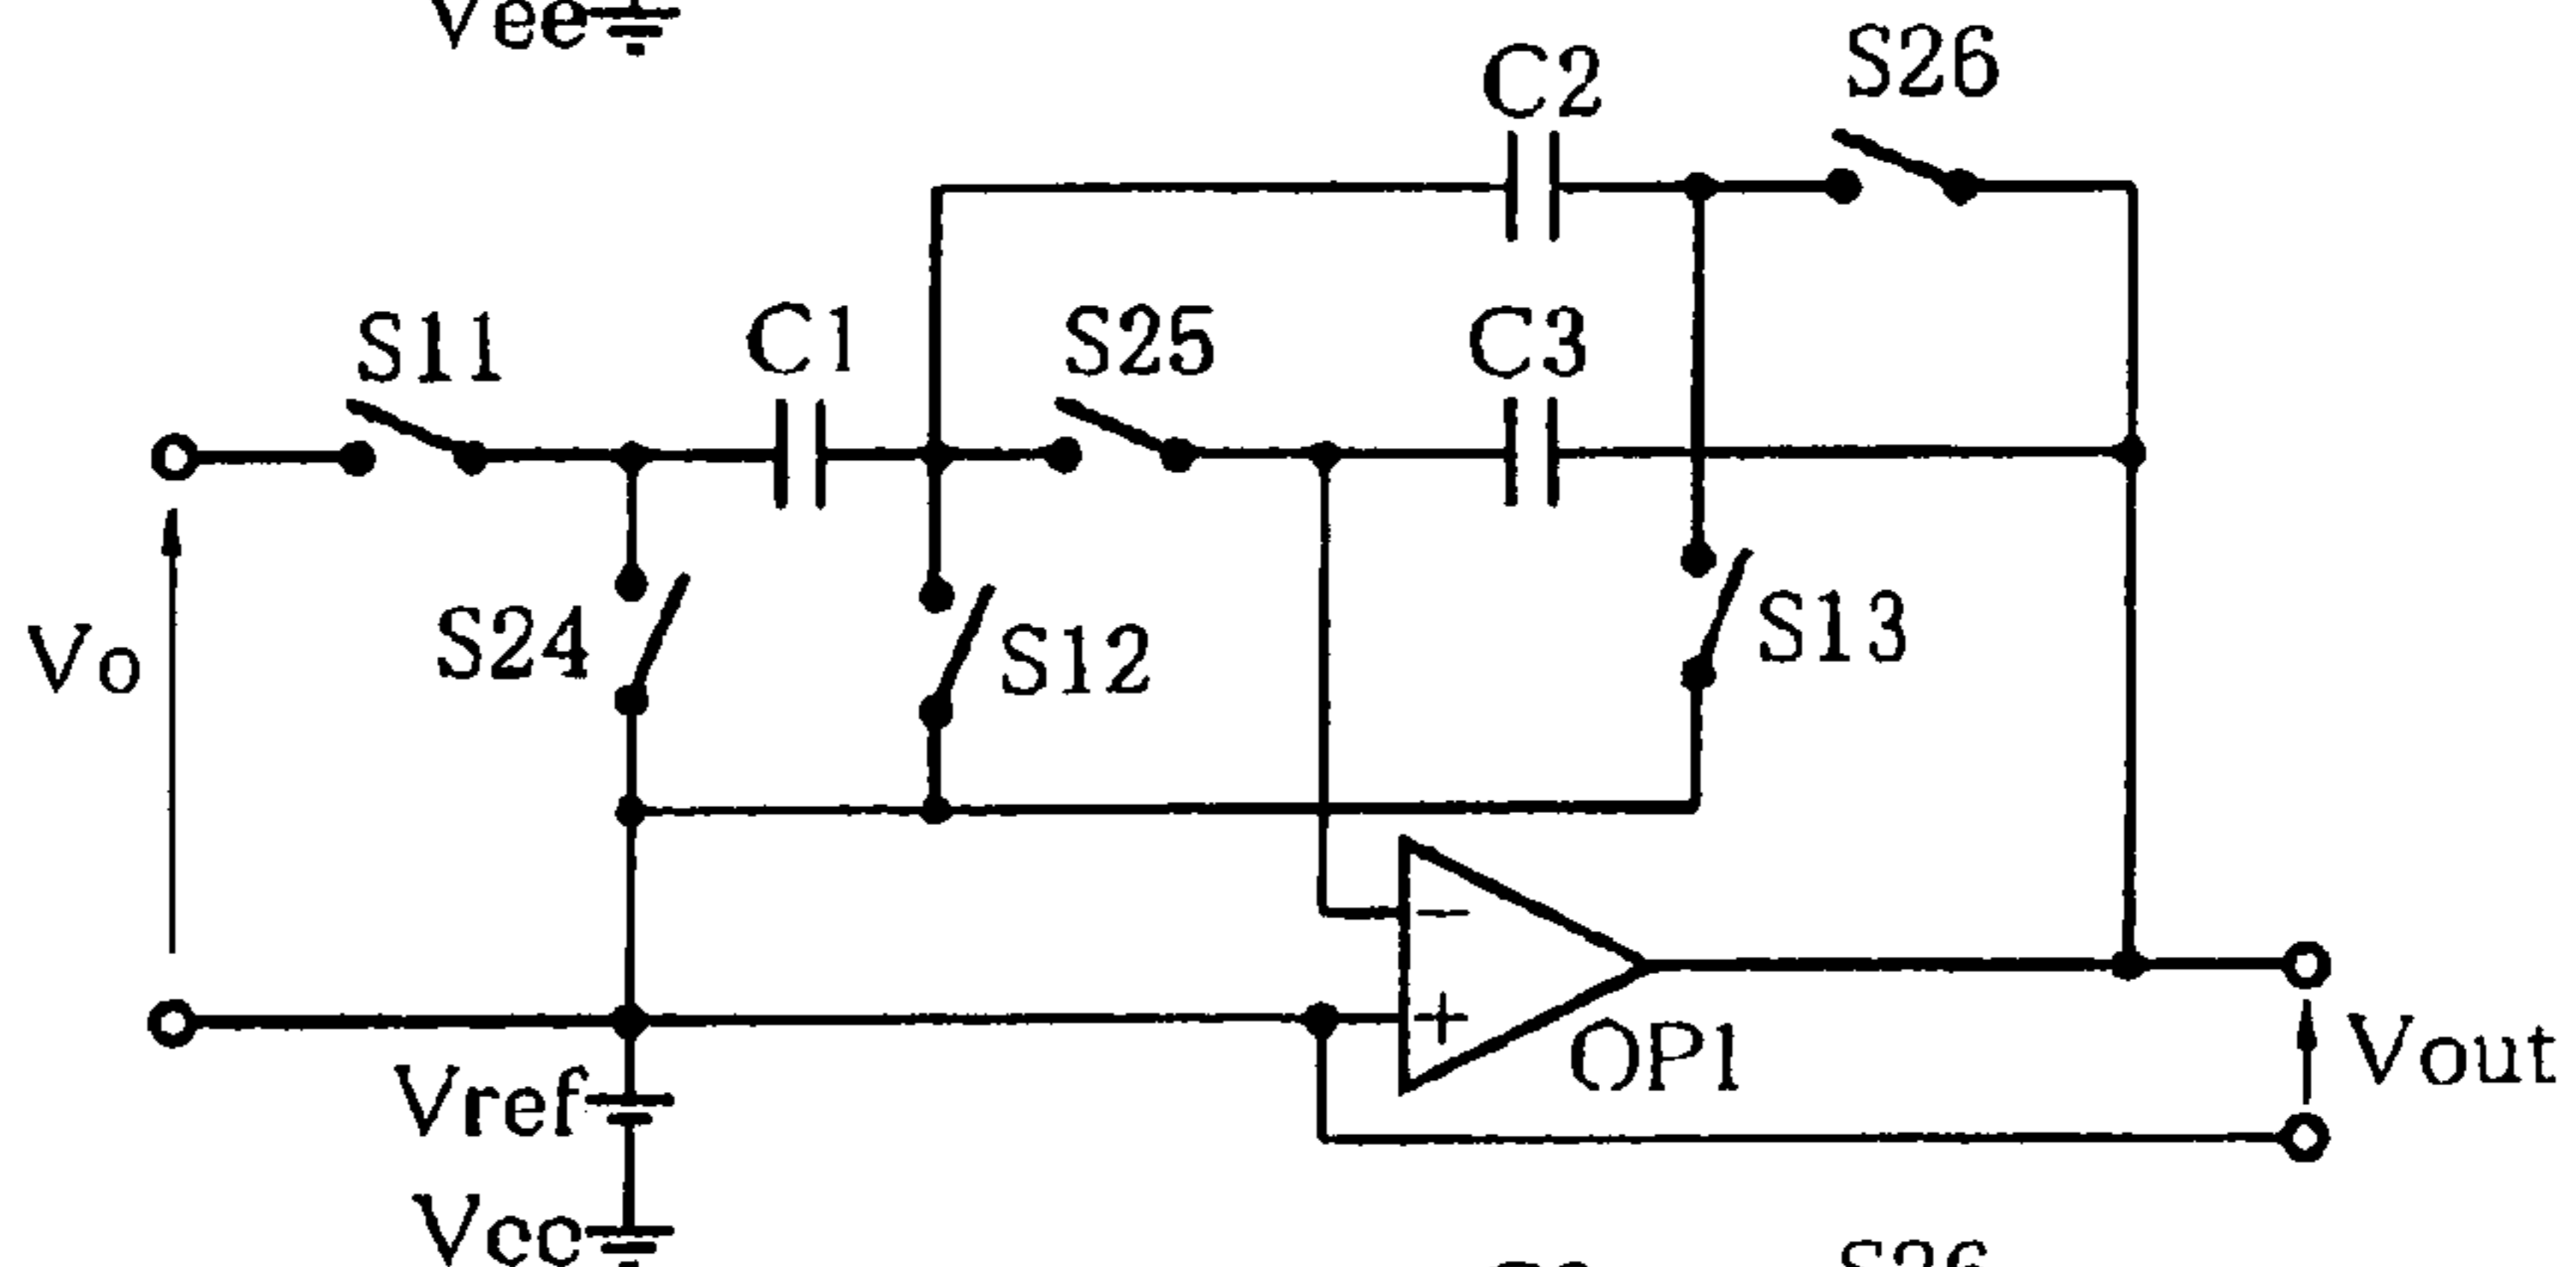 Vee
C2
S26
S11
C1
S25
C3
Vo
S24
S12
S13
−
+
OP1
Vout
Vref
Vcc